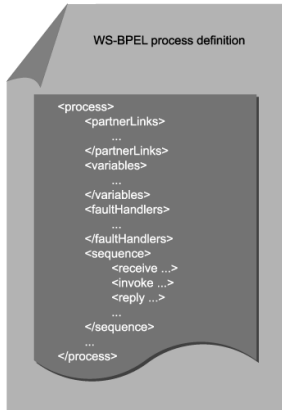 WS-BPEL process definition
<process>
<partnerLinks>
...
</partnerLinks>
<variables>
...
</variables>
<faultHandlers>
...
</faultHandlers>
<sequence>
<receive ...>
<invoke ...>
<reply ...>
...
</sequence>
...
</process>